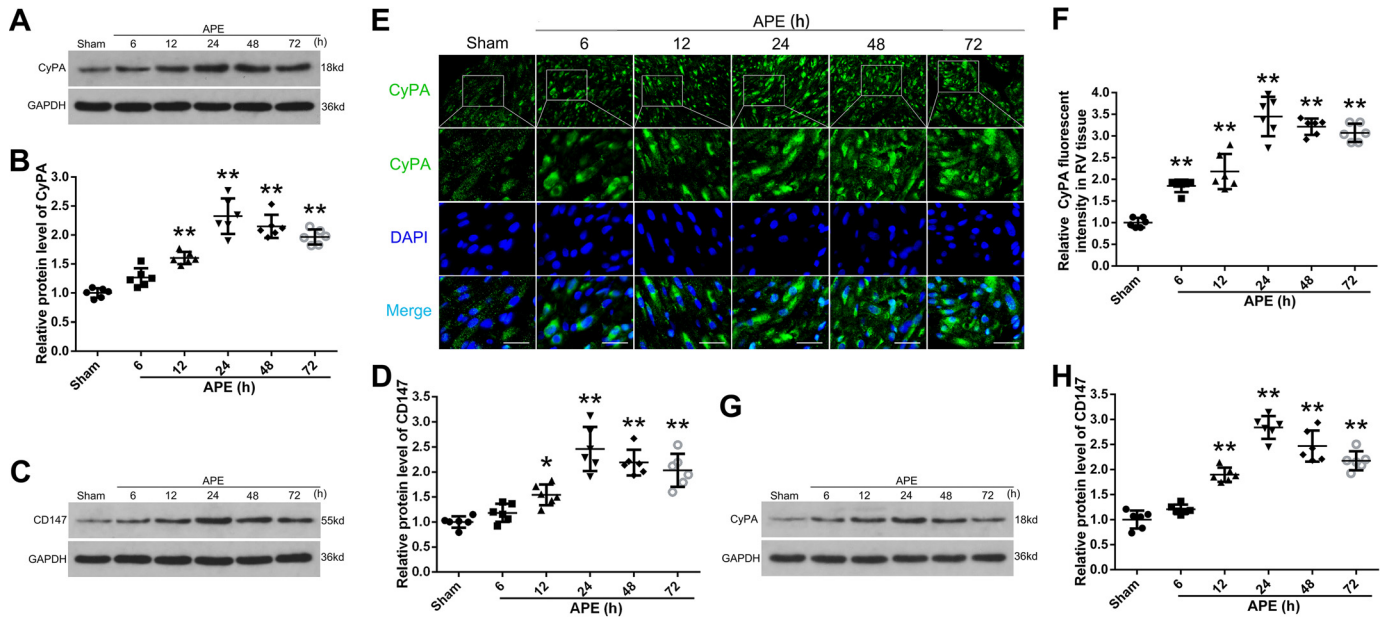 A
APE
Sham 6 12 24 48 72 (h)
CyPA 18kd
GAPDH 36kd
B
Relative protein level of CyPA
3.0
2.5
2.0
1.5
1.0
0.5
0.0
** ** ** **
Sham 6 12 24 48 72
APE (h)
C
APE
Sham 6 12 24 48 72 (h)
CD147 55kd
GAPDH 36kd
E
APE (h)
Sham 6 12 24 48 72
CyPA
CyPA
DAPI
Merge
D
Relative protein level of CD147
3.5
3.0
2.5
2.0
1.5
1.0
0.5
0.0
* ** ** **
Sham 6 12 24 48 72
APE (h)
F
Relative CyPA fluorescent
intensity in RV tissue
4.0
3.5
3.0
2.5
2.0
1.5
1.0
0.5
0.0
** ** ** ** **
Sham 6 12 24 48 72
APE (h)
G
APE
Sham 6 12 24 48 72 (h)
CyPA 18kd
GAPDH 36kd
H
Relative protein level of CD147
3.5
3.0
2.5
2.0
1.5
1.0
0.5
0.0
** ** ** **
Sham 6 12 24 48 72
APE (h)